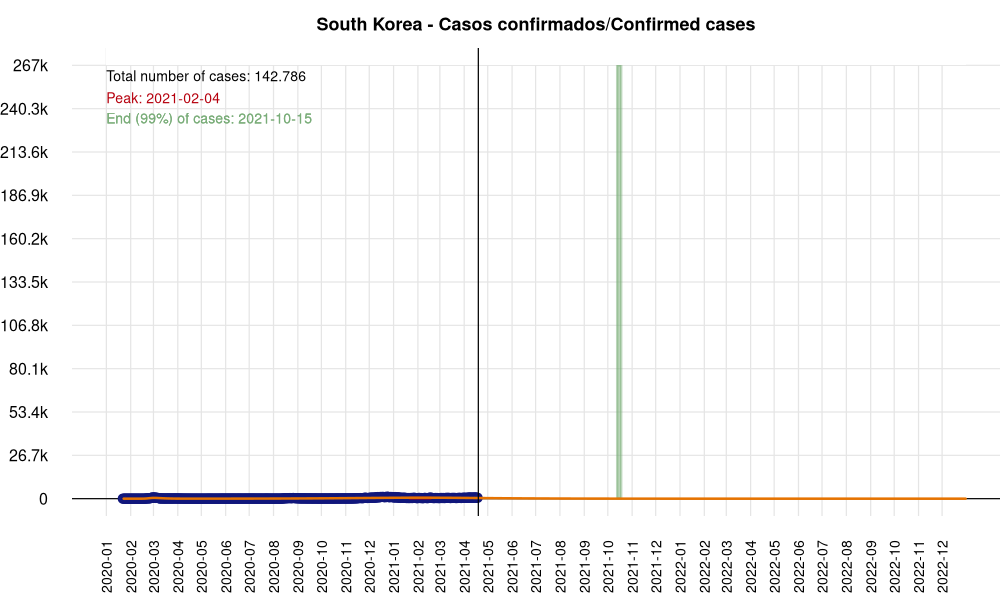 South Korea - Casos confirmados/Confirmed cases
267k
240.3k
213.6k
186.9k
160.2k
133.5k
106.8k
80.1k
53.4k
26.7k
0
Total number of cases: 142.786
Peak: 2021-02-04
End (99%) of cases: 2021-10-15
2020-01
2020-02
2020-03
2020-04
2020-05
2020-06
2020-07
2020-08
2020-09
2020-10
2020-11
2020-12
2021-01
2021-02
2021-03
2021-04
2021-05
2021-06
2021-07
2021-08
2021-09
2021-10
2021-11
2021-12
2022-01
2022-02
2022-03
2022-04
2022-05
2022-06
2022-07
2022-08
2022-09
2022-10
2022-11
2022-12